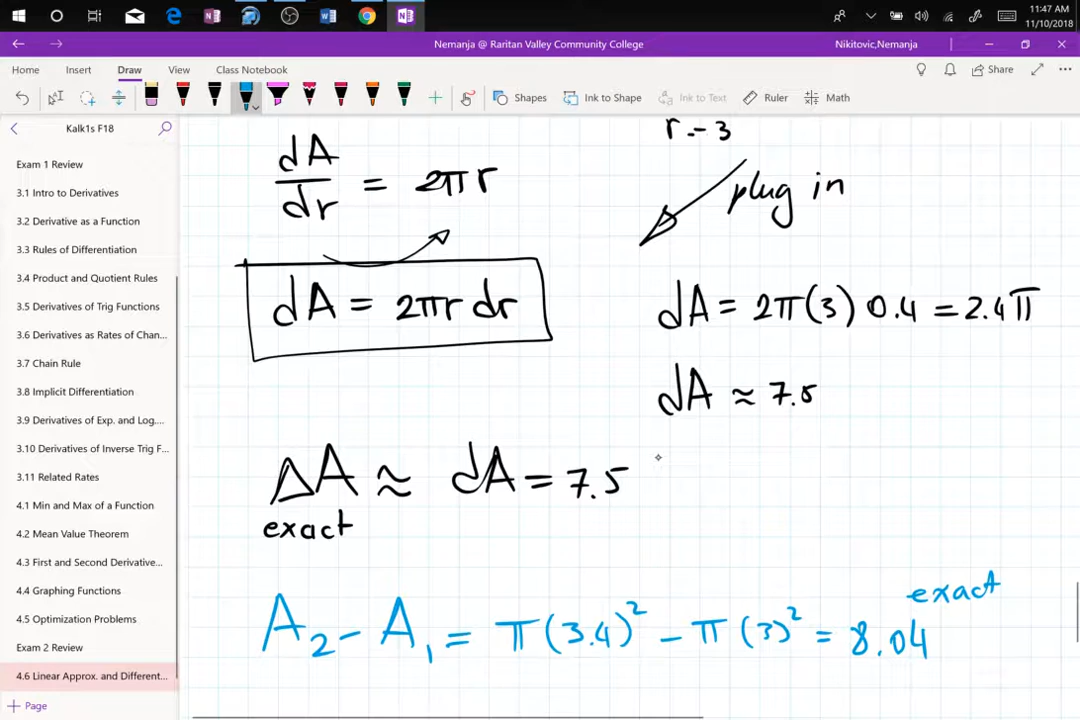 11:47 AM
11/10/2018
Nemanja @ Raritan Valley Community College
Nikitovic,Nemanja
Home Insert Draw View Class Notebook
Share
Shapes Ink to Shape Ink to Text Ruler Math
Kalk1s F18
Exam 1 Review
3.1 Intro to Derivatives
3.2 Derivative as a Function
3.3 Rules of Differentiation
3.4 Product and Quotient Rules
3.5 Derivatives of Trig Functions
3.6 Derivatives as Rates of Chan...
3.7 Chain Rule
3.8 Implicit Differentiation
3.9 Derivatives of Exp. and Log....
3.10 Derivatives of Inverse Trig F...
3.11 Related Rates
4.1 Min and Max of a Function
4.2 Mean Value Theorem
4.3 First and Second Derivative...
4.4 Graphing Functions
4.5 Optimization Problems
Exam 2 Review
4.6 Linear Approx. and Different...
+ Page
r = 3
dA/dr = 2πr
plug in
dA = 2πr dr
dA = 2π(3) 0.4 = 2.4π
dA ≈ 7.5
ΔA ≈ dA = 7.5
exact
exact
A₂ - A₁ = π(3.4)² - π(3)² = 8.04